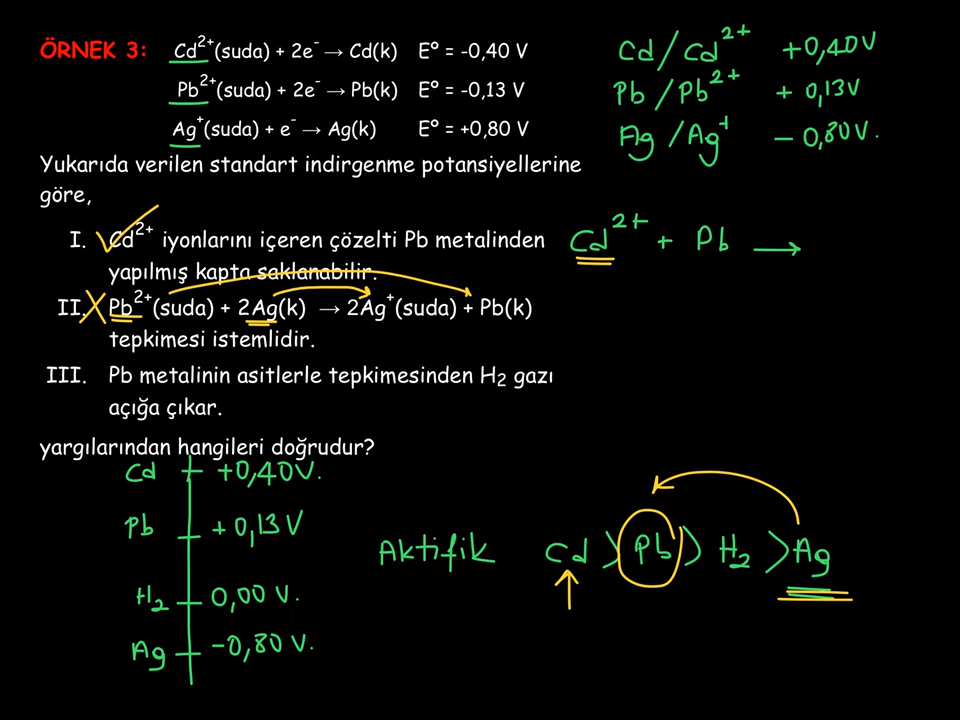 ÖRNEK 3: Cd²⁺(suda) + 2e⁻ → Cd(k) E° = -0,40 V
Pb²⁺(suda) + 2e⁻ → Pb(k) E° = -0,13 V
Ag⁺(suda) + e⁻ → Ag(k) E° = +0,80 V
Cd / Cd²⁺ +0,40V
Pb / Pb²⁺ + 0,13V
Ag / Ag⁺ - 0,80V.
Yukarıda verilen standart indirgenme potansiyellerine
göre,
I. Cd²⁺ iyonlarını içeren çözelti Pb metalinden
yapılmış kapta saklanabilir.
Cd²⁺ + Pb →
II. Pb²⁺(suda) + 2Ag(k) → 2Ag⁺(suda) + Pb(k)
tepkimesi istemlidir.
III. Pb metalinin asitlerle tepkimesinden H₂ gazı
açığa çıkar.
yargılarından hangileri doğrudur?
Cd +0,40V.
Pb + 0,13 V
H₂ 0,00 V.
Ag -0,80 V.
Aktifik Cd > Pb > H₂ > Ag